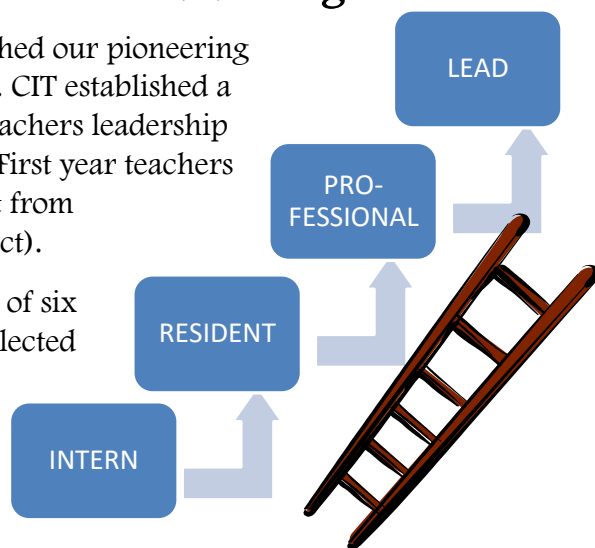 hed our pioneering
. CIT established a
eachers leadership
First year teachers
from
ct).
of six
lected
LEAD
PRO-
FESSIONAL
RESIDENT
INTERN